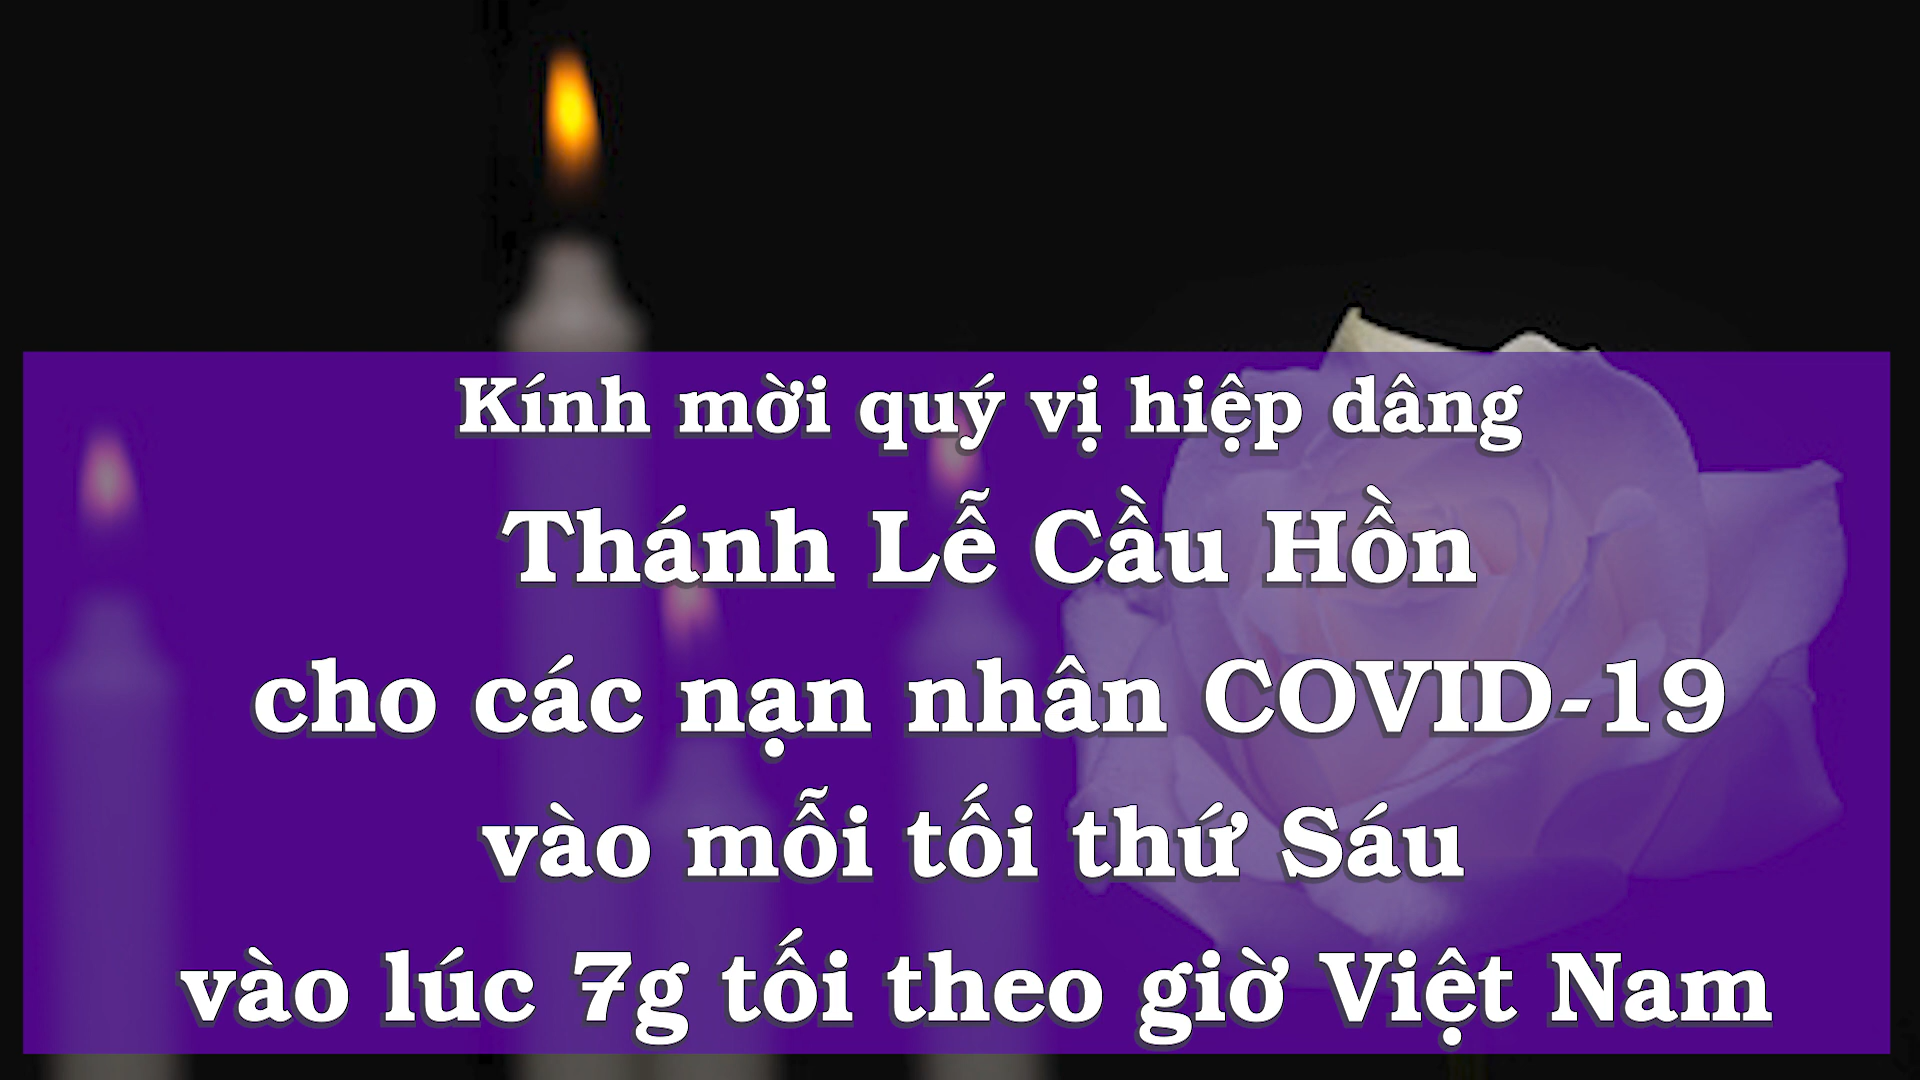 Kính mời quý vị hiệp dâng
Thánh Lễ Cầu Hồn
cho các nạn nhân COVID-19
vào mỗi tối thứ Sáu
vào lúc 7g tối theo giờ Việt Nam